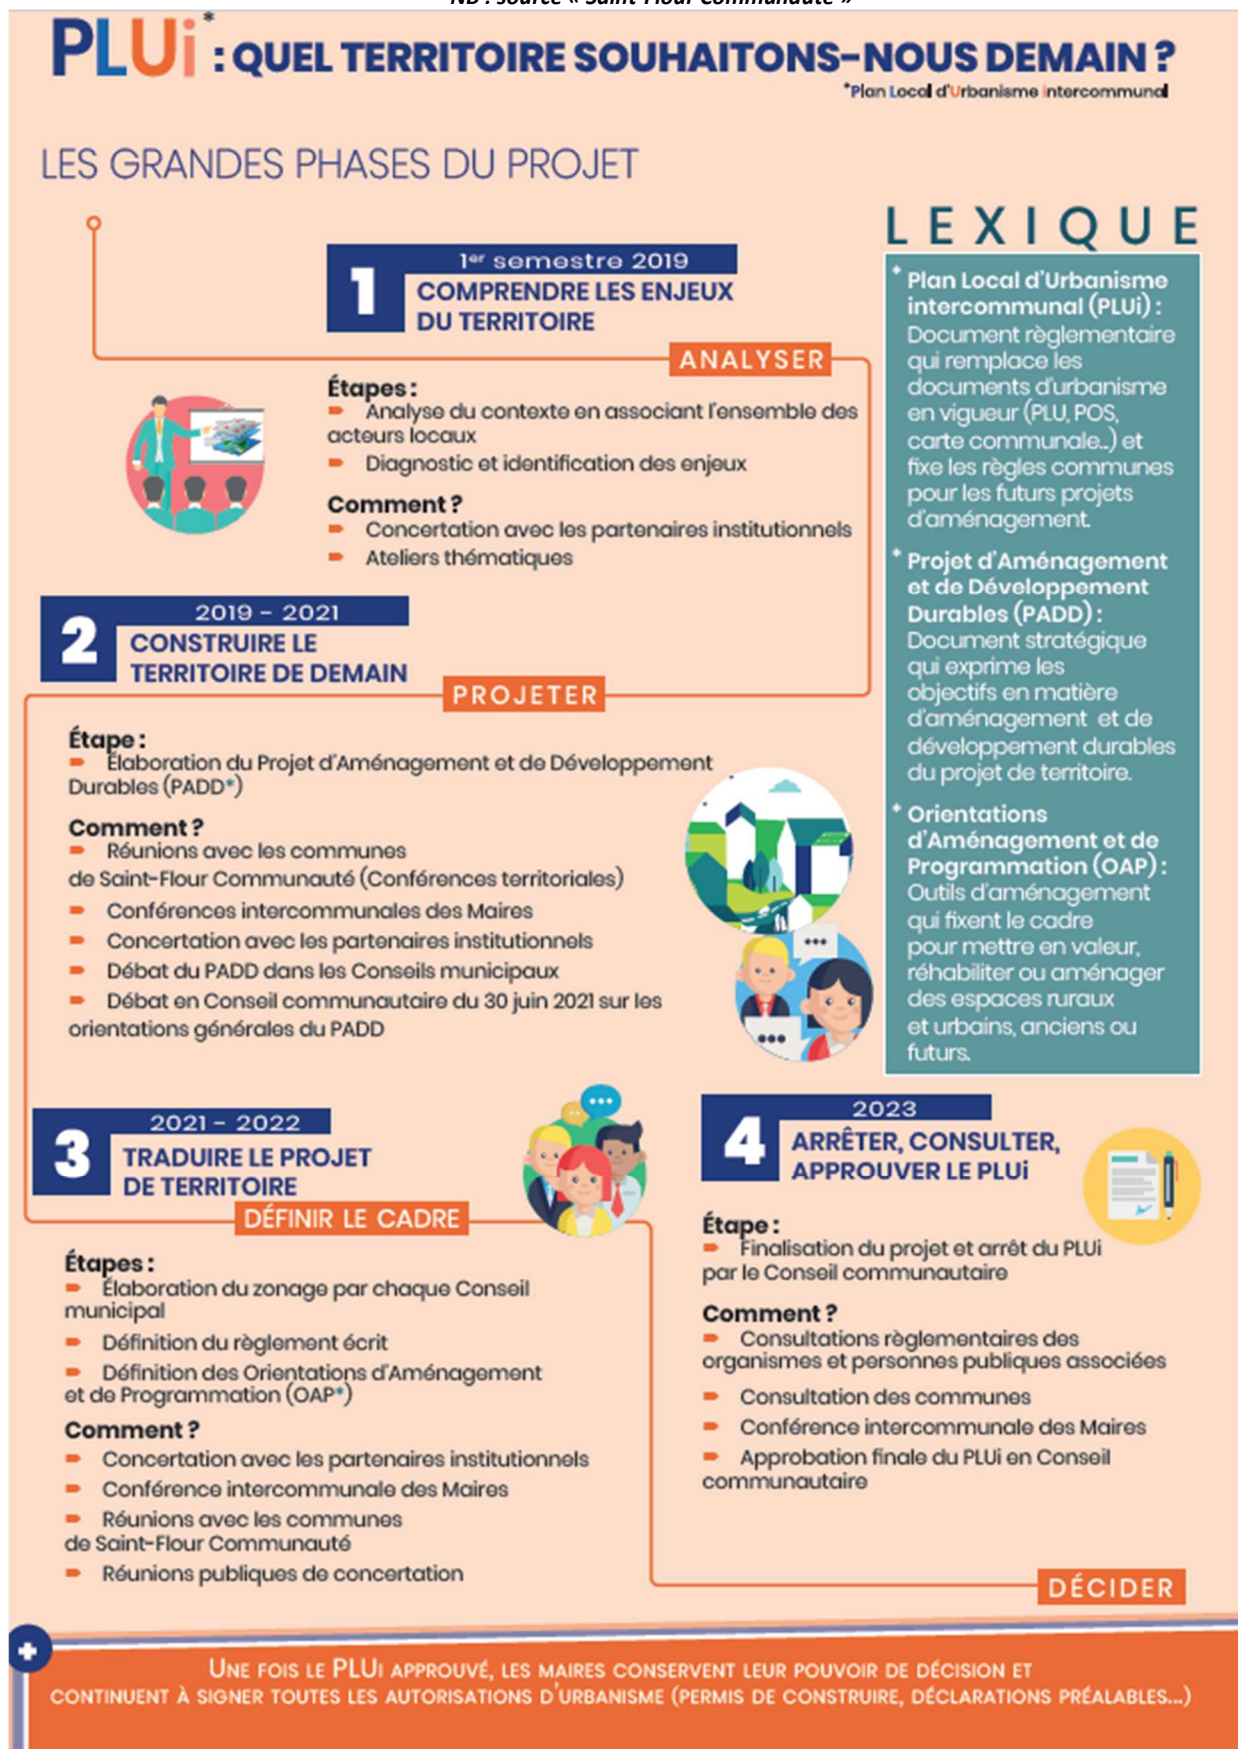 NB : source « Saint-Flour Communauté »
PLUi* : QUEL TERRITOIRE SOUHAITONS-NOUS DEMAIN ?
*Plan Local d'Urbanisme intercommunal
LES GRANDES PHASES DU PROJET
1
1er semestre 2019
COMPRENDRE LES ENJEUX
DU TERRITOIRE
ANALYSER
Étapes :
Analyse du contexte en associant l'ensemble des
acteurs locaux
Diagnostic et identification des enjeux
Comment ?
Concertation avec les partenaires institutionnels
Ateliers thématiques
2
2019 - 2021
CONSTRUIRE LE
TERRITOIRE DE DEMAIN
PROJETER
Étape :
Élaboration du Projet d'Aménagement et de Développement
Durables (PADD*)
Comment ?
Réunions avec les communes
de Saint-Flour Communauté (Conférences territoriales)
Conférences intercommunales des Maires
Concertation avec les partenaires institutionnels
Débat du PADD dans les Conseils municipaux
Débat en Conseil communautaire du 30 juin 2021 sur les
orientations générales du PADD
LEXIQUE
* Plan Local d'Urbanisme
intercommunal (PLUi) :
Document règlementaire
qui remplace les
documents d'urbanisme
en vigueur (PLU, POS,
carte communale...) et
fixe les règles communes
pour les futurs projets
d'aménagement.
* Projet d'Aménagement
et de Développement
Durables (PADD) :
Document stratégique
qui exprime les
objectifs en matière
d'aménagement et de
développement durables
du projet de territoire.
* Orientations
d'Aménagement et de
Programmation (OAP) :
Outils d'aménagement
qui fixent le cadre
pour mettre en valeur,
réhabiliter ou aménager
des espaces ruraux
et urbains, anciens ou
futurs.
3
2021 - 2022
TRADUIRE LE PROJET
DE TERRITOIRE
DÉFINIR LE CADRE
Étapes :
Élaboration du zonage par chaque Conseil
municipal
Définition du règlement écrit
Définition des Orientations d'Aménagement
et de Programmation (OAP*)
Comment ?
Concertation avec les partenaires institutionnels
Conférence intercommunale des Maires
Réunions avec les communes
de Saint-Flour Communauté
Réunions publiques de concertation
4
2023
ARRÊTER, CONSULTER,
APPROUVER LE PLUi
Étape :
Finalisation du projet et arrêt du PLUi
par le Conseil communautaire
Comment ?
Consultations règlementaires des
organismes et personnes publiques associées
Consultation des communes
Conférence intercommunale des Maires
Approbation finale du PLUi en Conseil
communautaire
DÉCIDER
UNE FOIS LE PLUI APPROUVÉ, LES MAIRES CONSERVENT LEUR POUVOIR DE DÉCISION ET
CONTINUENT À SIGNER TOUTES LES AUTORISATIONS D'URBANISME (PERMIS DE CONSTRUIRE, DÉCLARATIONS PRÉALABLES...)